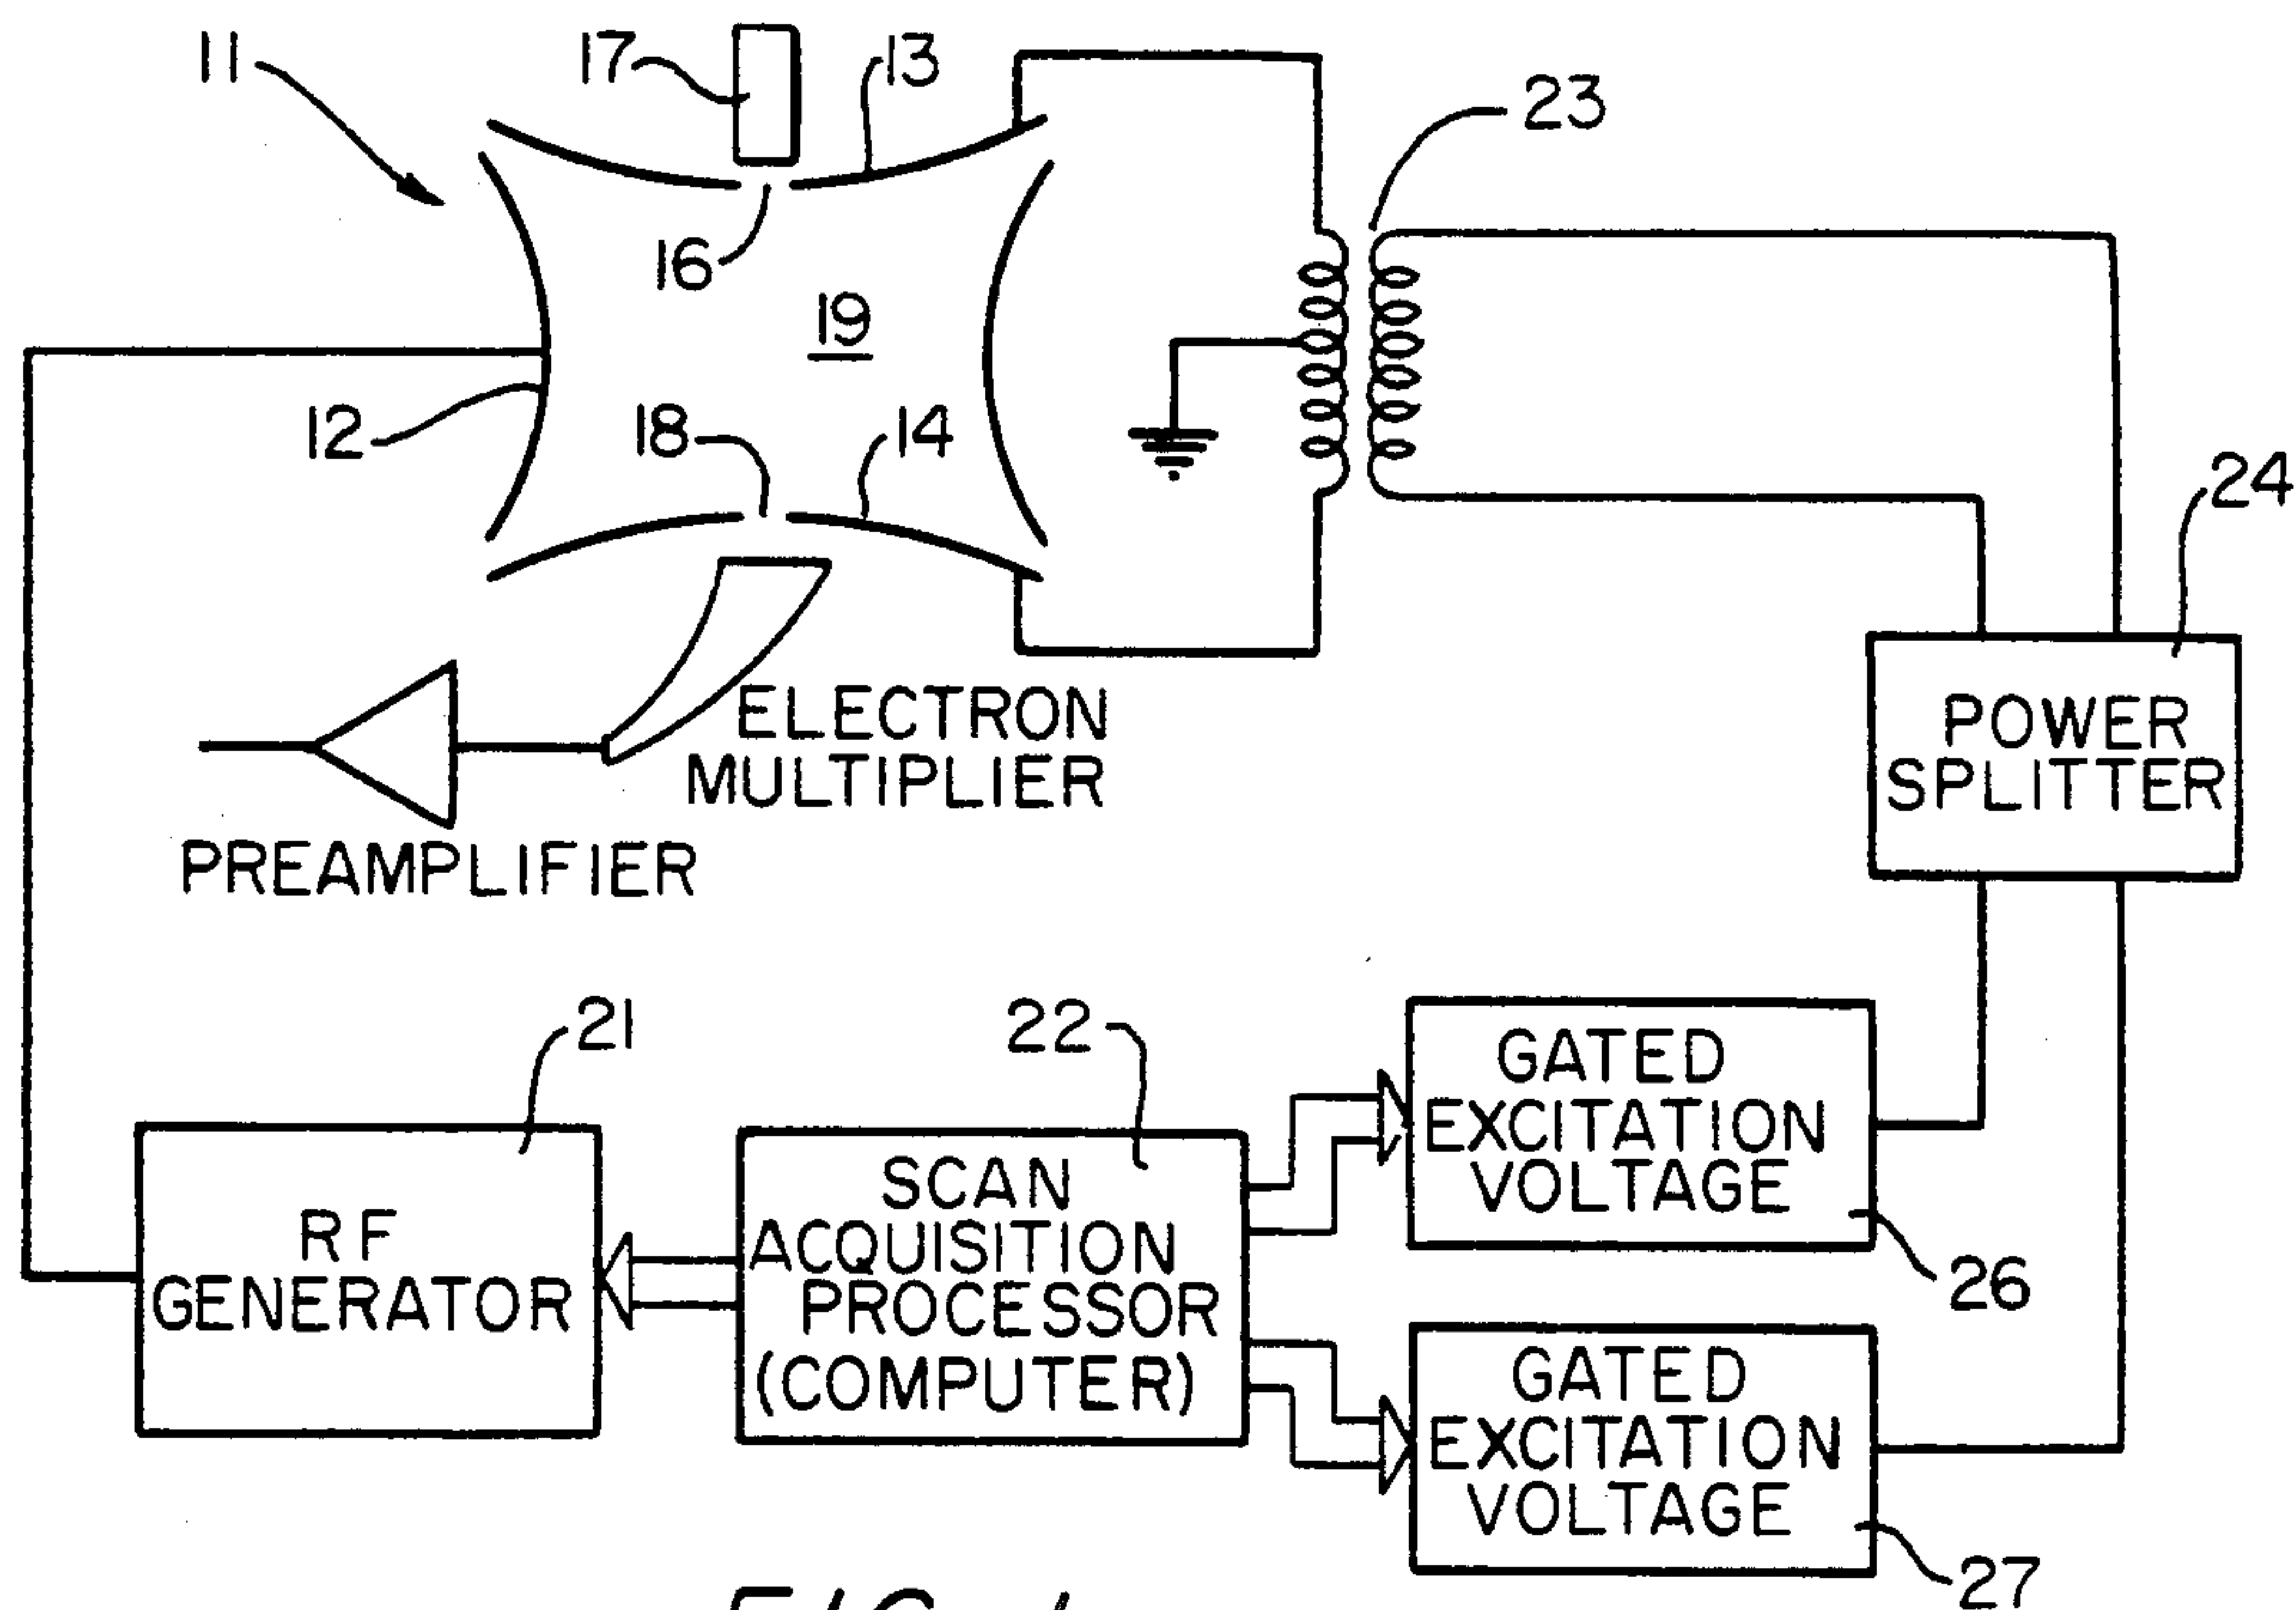 11
17
13
23
16
19
12
18
14
24
ELECTRON
MULTIPLIER
POWER
SPLITTER
PREAMPLIFIER
21
22
GATED
EXCITATION
VOLTAGE
26
RF
GENERATOR
SCAN
ACQUISITION
PROCESSOR
(COMPUTER)
GATED
EXCITATION
VOLTAGE
27